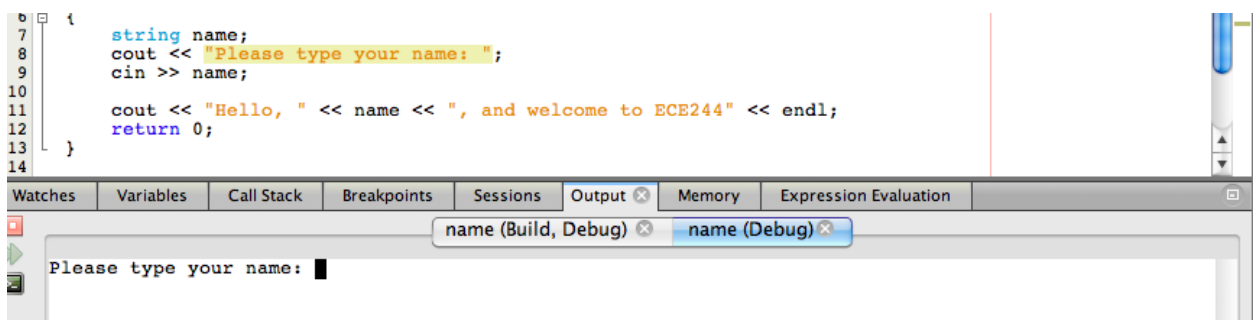 6 {
7 string name;
8 cout << "Please type your name: ";
9 cin >> name;
10
11 cout << "Hello, " << name << ", and welcome to ECE244" << endl;
12 return 0;
13 }
14
Watches Variables Call Stack Breakpoints Sessions Output Memory Expression Evaluation
name (Build, Debug) name (Debug)
Please type your name: